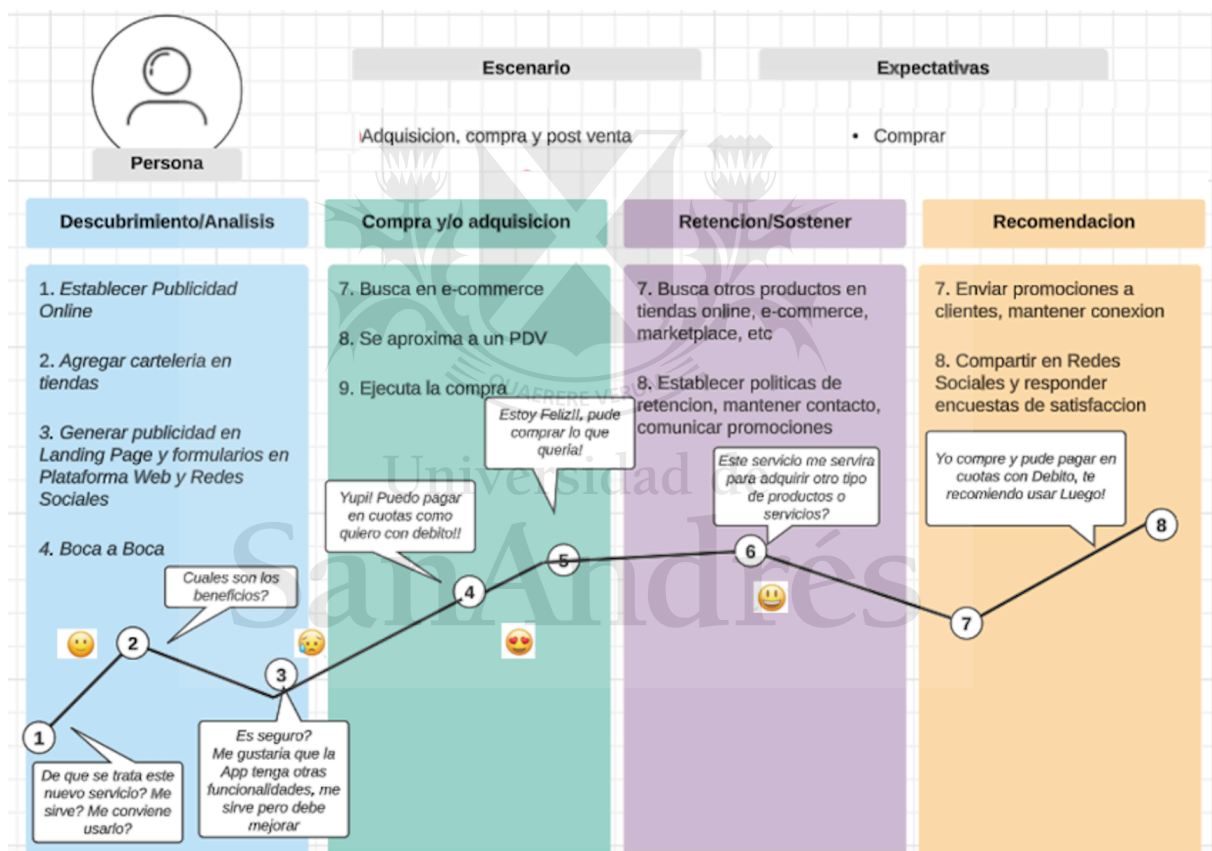 Escenario
Expectativas
Persona
Adquisicion, compra y post venta
• Comprar
Descubrimiento/Analisis
Compra y/o adquisicion
Retencion/Sostener
Recomendacion
1. Establecer Publicidad
Online
2. Agregar carteleria en
tiendas
3. Generar publicidad en
Landing Page y formularios en
Plataforma Web y Redes
Sociales
4. Boca a Boca
7. Busca en e-commerce
8. Se aproxima a un PDV
9. Ejecuta la compra
7. Busca otros productos en
tiendas online, e-commerce,
marketplace, etc
8. Establecer politicas de
retencion, mantener contacto,
comunicar promociones
7. Enviar promociones a
clientes, mantener conexion
8. Compartir en Redes
Sociales y responder
encuestas de satisfaccion
De que se trata este
nuevo servicio? Me
sirve? Me conviene
usarlo?
Cuales son los
beneficios?
Es seguro?
Me gustaria que la
App tenga otras
funcionalidades, me
sirve pero debe
mejorar
Yupi! Puedo pagar
en cuotas como
quiero con debito!!
Estoy Feliz!!, pude
comprar lo que
queria!
Este servicio me servira
para adquirir otro tipo
de productos o
servicios?
Yo compre y pude pagar en
cuotas con Debito, te
recomiendo usar Luego!
1
2
3
4
5
6
7
8
QUAERERE VERUM
Universidad de
SanAndrés